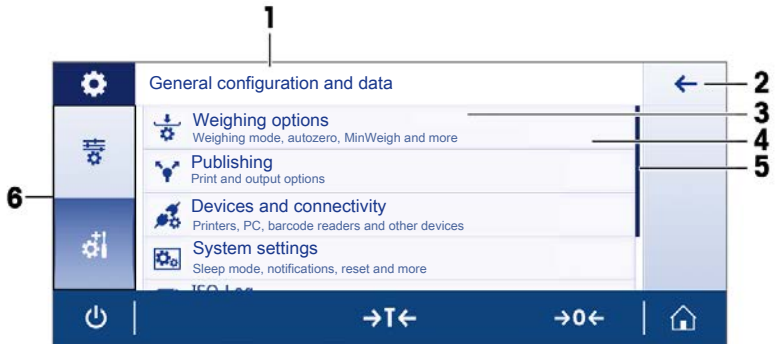 1
General configuration and data
2
Weighing options
3
Weighing mode, autozero, MinWeigh and more
4
Publishing
5
Print and output options
6
Devices and connectivity
Printers, PC, barcode readers and other devices
System settings
Sleep mode, notifications, reset and more
→T←
→0←